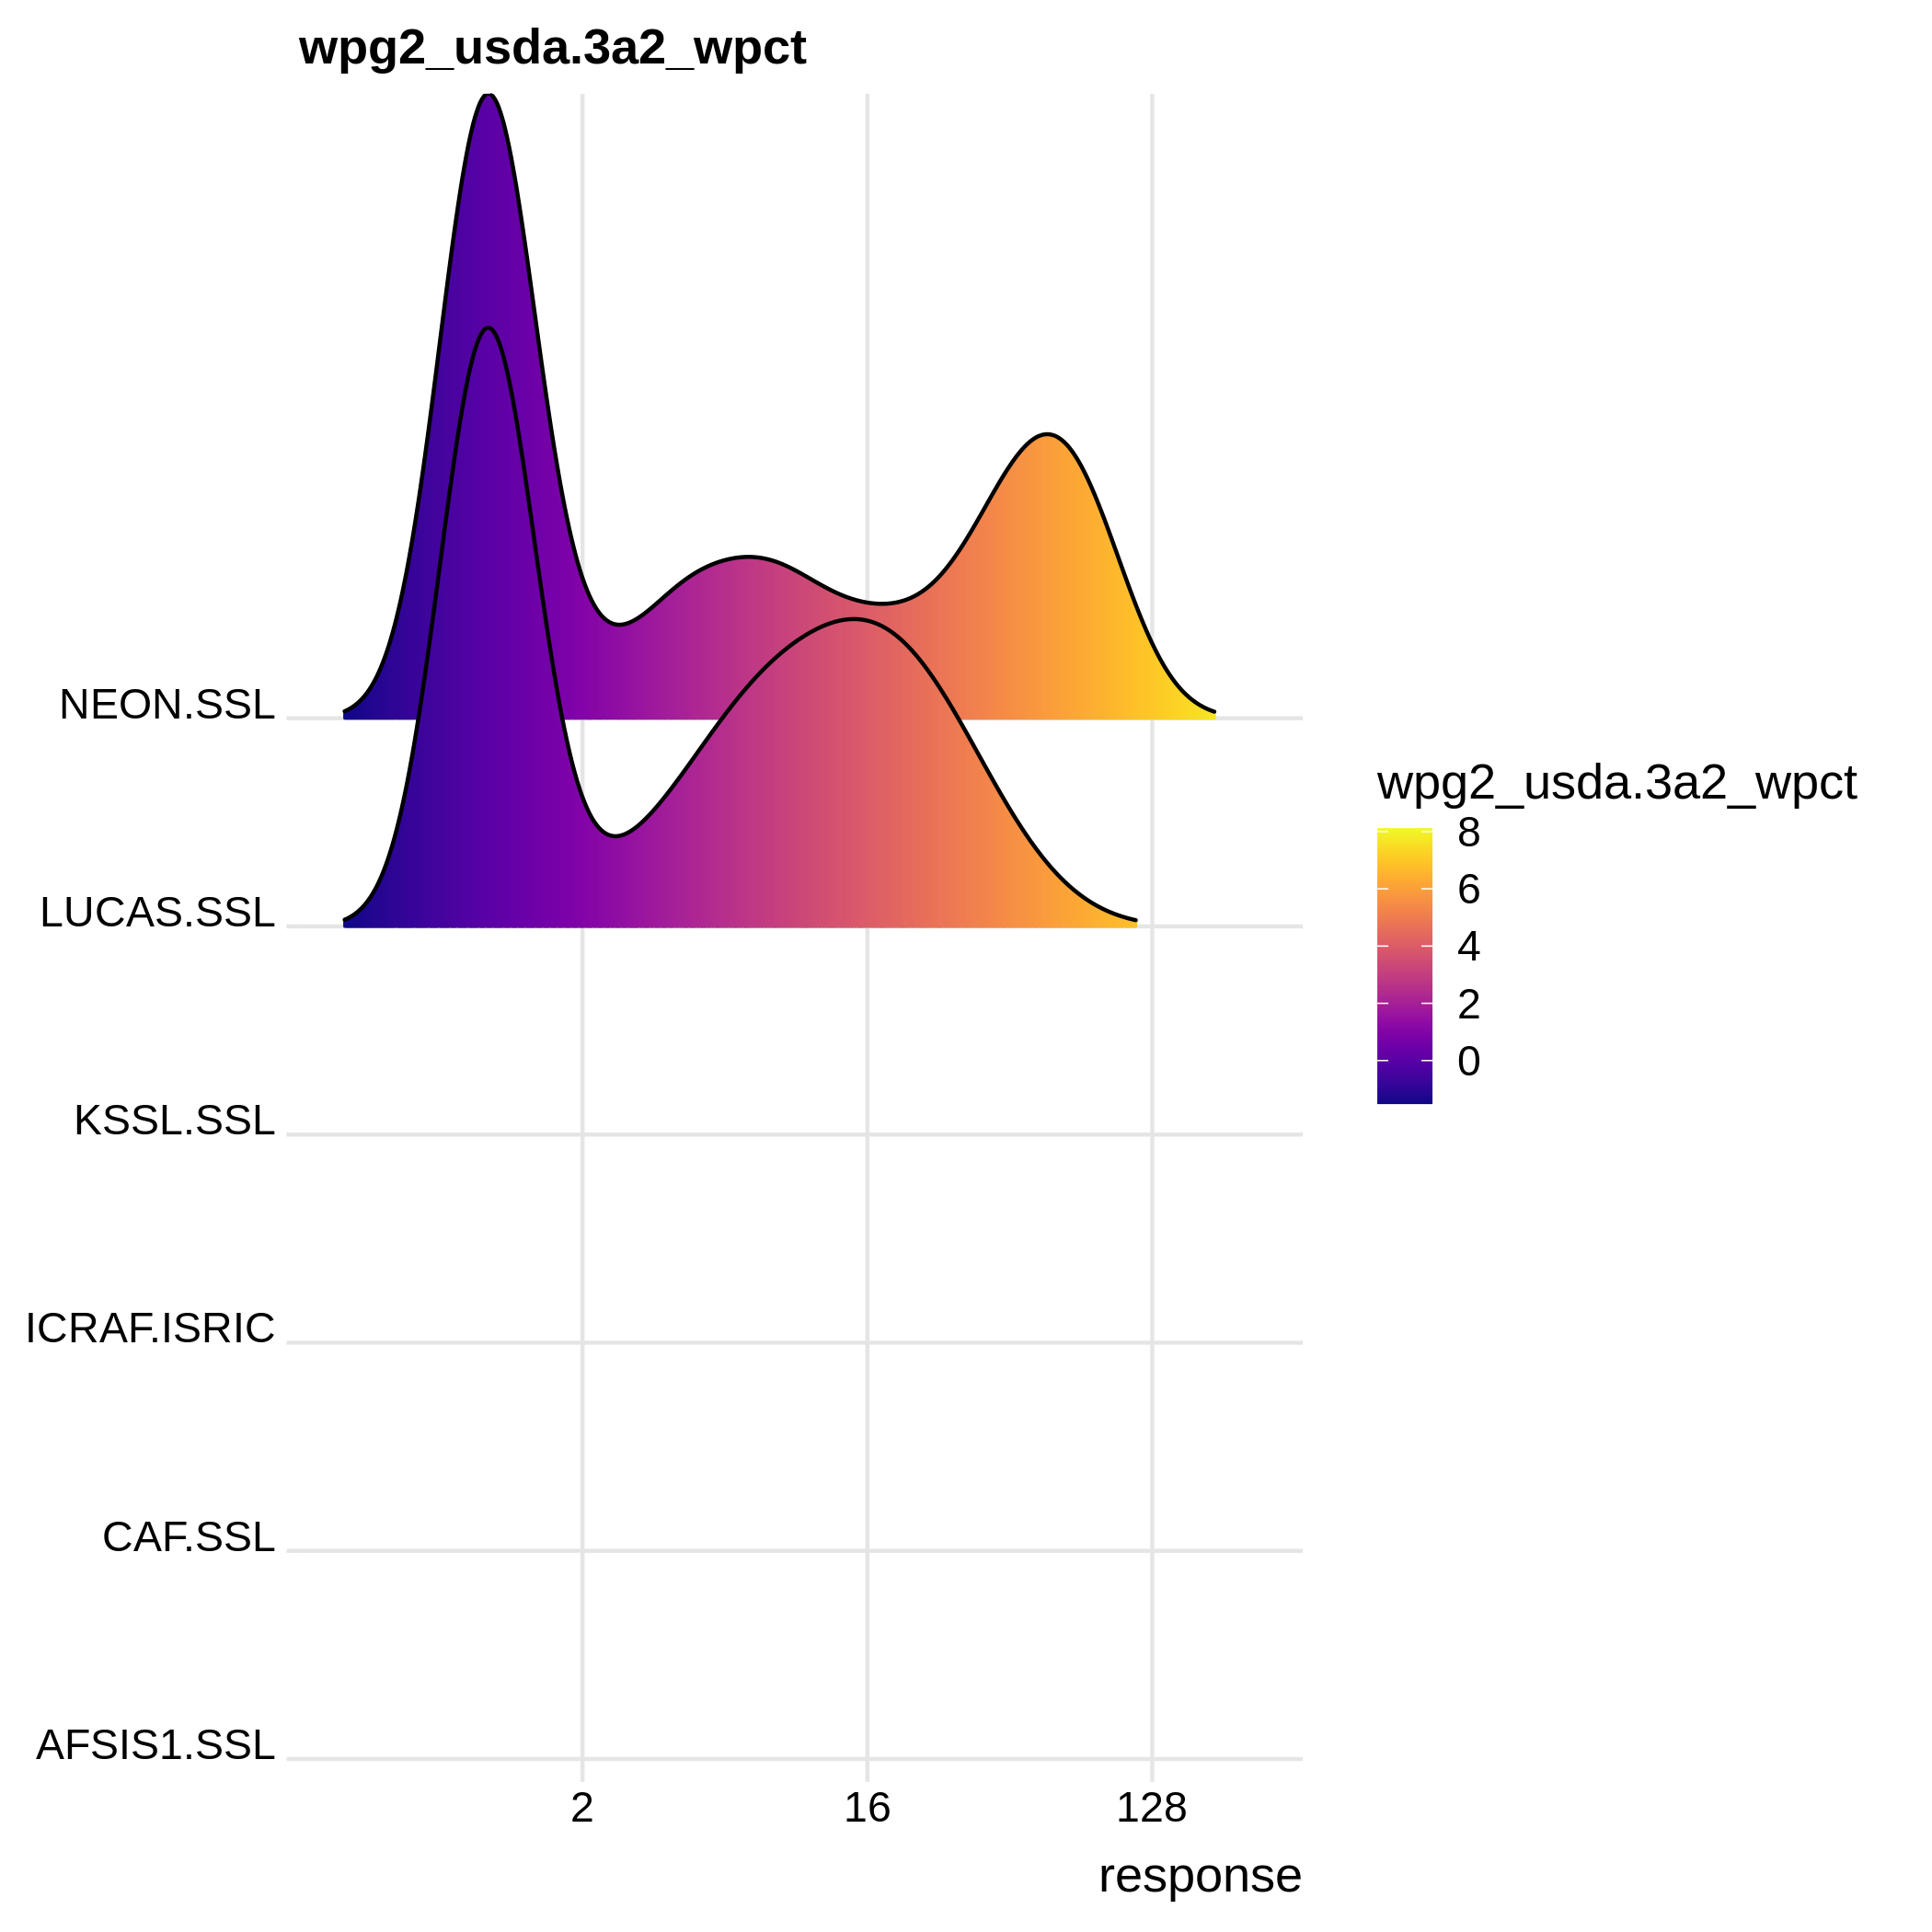 wpg2_usda.3a2_wpct
NEON.SSL
LUCAS.SSL
KSSL.SSL
ICRAF.ISRIC
CAF.SSL
AFSIS1.SSL
2 16 128
response
wpg2_usda.3a2_wpct
8
6
4
2
0